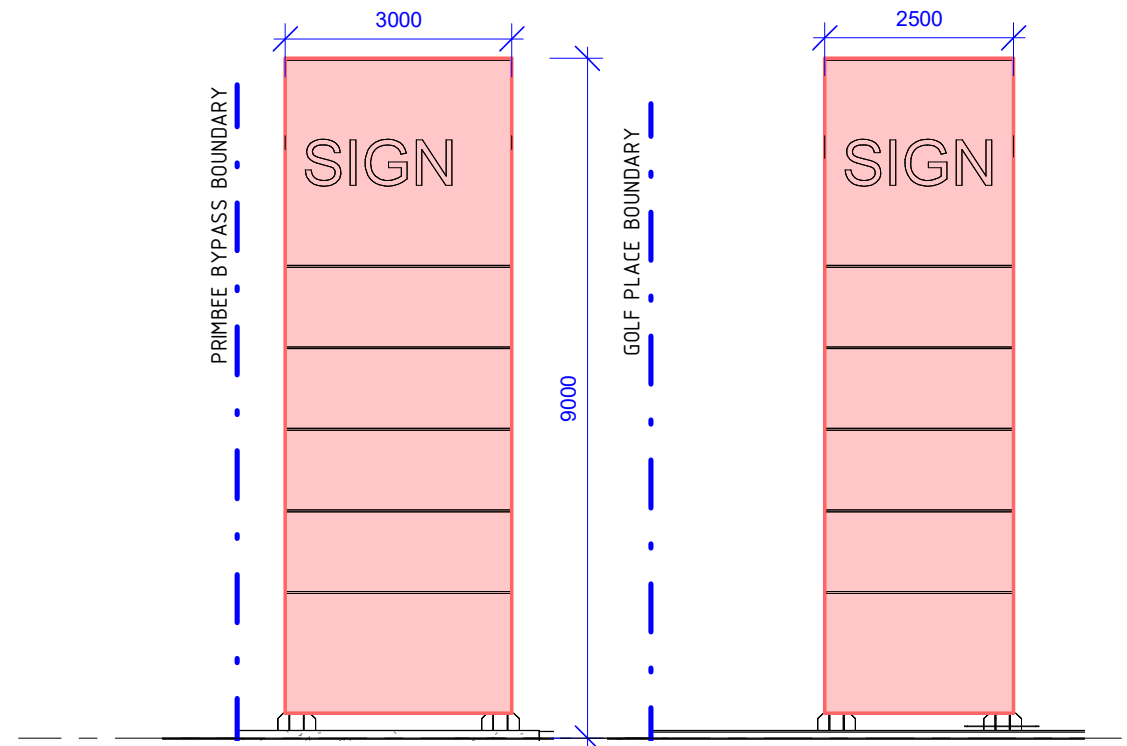 3000
2500
PRIMBEE BYPASS BOUNDARY
SIGN
9000
GOLF PLACE BOUNDARY
SIGN